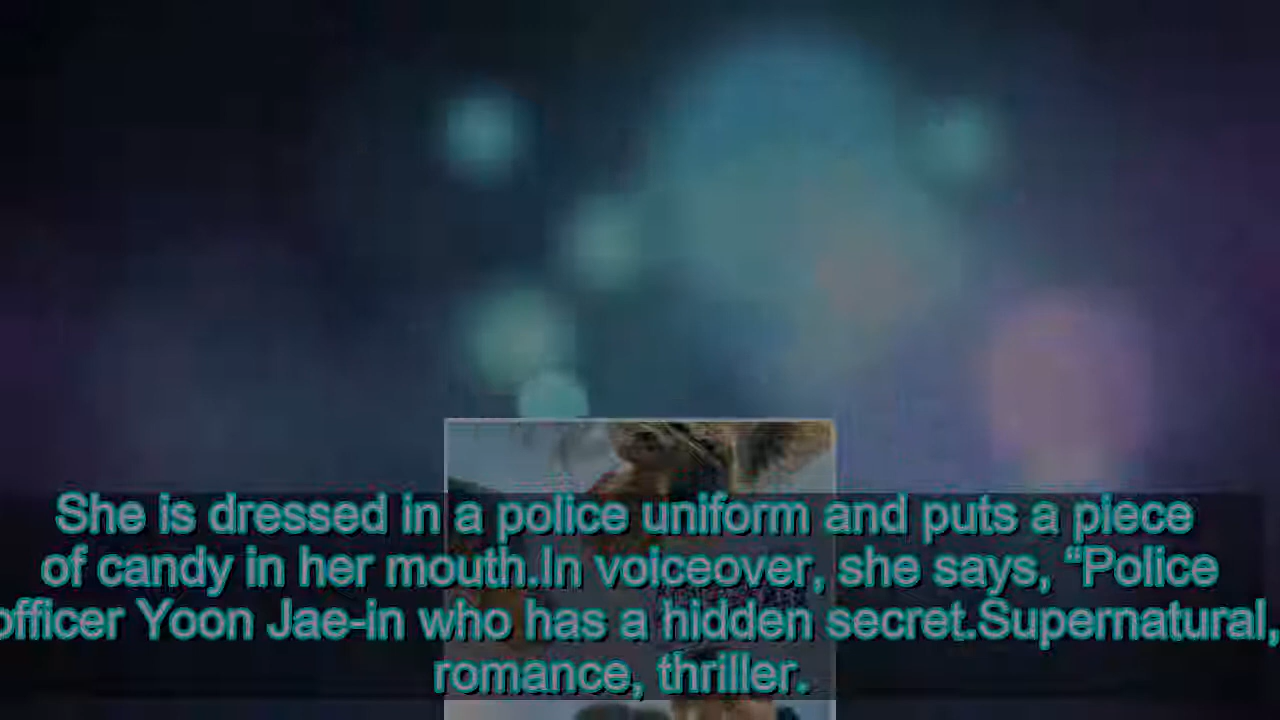 She is dressed in a police uniform and puts a piece
of candy in her mouth.In voiceover, she says, “Police
officer Yoon Jae-in who has a hidden secret.Supernatural,
romance, thriller.